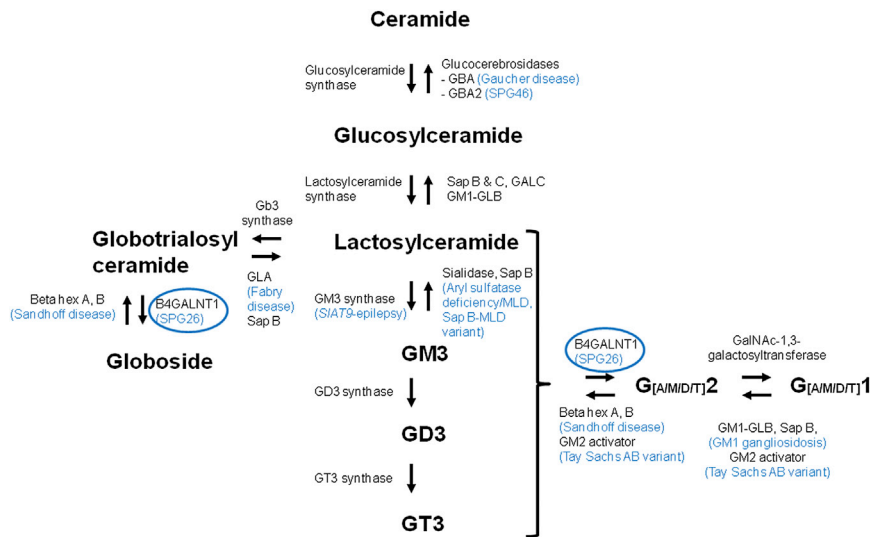 Ceramide
Glucosylceramide
synthase
Glucocerebrosidases
- GBA (Gaucher disease)
- GBA2 (SPG46)
Glucosylceramide
Lactosylceramide
synthase
Sap B & C, GALC
GM1-GLB
Gb3
synthase
Globotrialosyl
ceramide
Lactosylceramide
GLA
(Fabry
disease)
Sap B
Beta hex A, B
(Sandhoff disease)
B4GALNT1
(SPG26)
Globoside
GM3 synthase
(SIAT9-epilepsy)
Sialidase, Sap B
(Aryl sulfatase
deficiency/MLD,
Sap B-MLD
variant)
GM3
GD3 synthase
GD3
GT3 synthase
GT3
B4GALNT1
(SPG26)
GalNAc-1,3-
galactosyltransferase
G[A/M/D/T]2
G[A/M/D/T]1
Beta hex A, B
(Sandhoff disease)
GM2 activator
(Tay Sachs AB variant)
GM1-GLB, Sap B,
(GM1 gangliosidosis)
GM2 activator
(Tay Sachs AB variant)